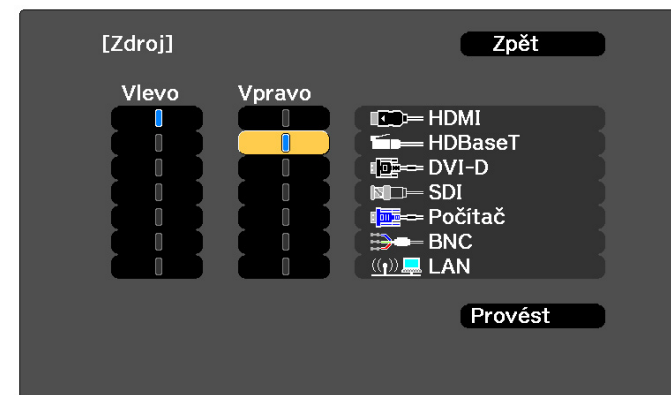 [Zdroj]
Zpět
Vlevo Vpravo
HDMI
HDBaseT
DVI-D
SDI
Počítač
BNC
LAN
Provést